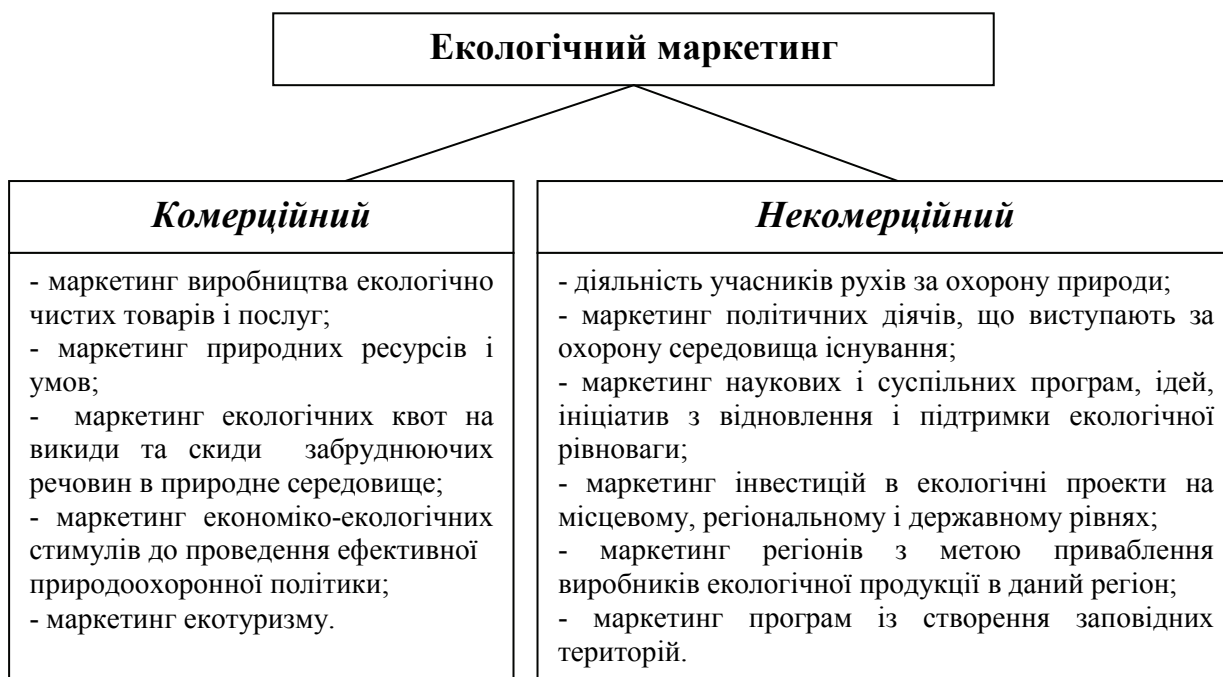 Екологічний маркетинг
Комерційний
- маркетинг виробництва екологічно
чистих товарів і послуг;
- маркетинг природних ресурсів і
умов;
- маркетинг екологічних квот на
викиди та скиди забруднюючих
речовин в природне середовище;
- маркетинг економіко-екологічних
стимулів до проведення ефективної
природоохоронної політики;
- маркетинг екотуризму.
Некомерційний
- діяльність учасників рухів за охорону природи;
- маркетинг політичних діячів, що виступають за
охорону середовища існування;
- маркетинг наукових і суспільних програм, ідей,
ініціатив з відновлення і підтримки екологічної
рівноваги;
- маркетинг інвестицій в екологічні проекти на
місцевому, регіональному і державному рівнях;
- маркетинг регіонів з метою приваблення
виробників екологічної продукції в даний регіон;
- маркетинг програм із створення заповідних
територій.